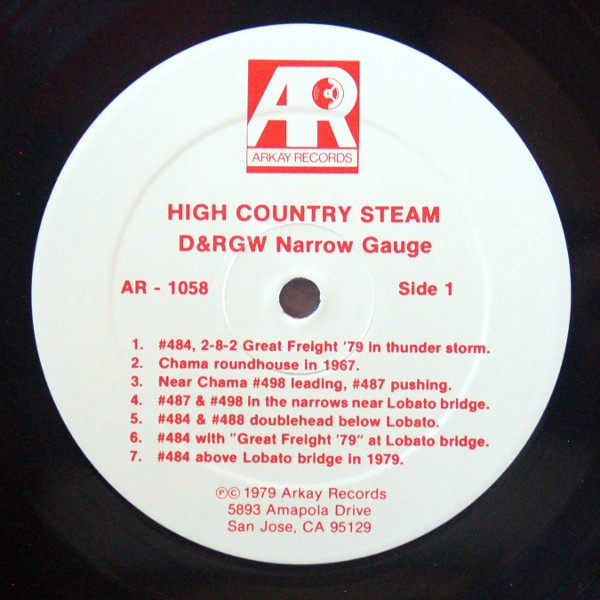 AR
ARKAY RECORDS
HIGH COUNTRY STEAM
D&RGW Narrow Gauge
AR - 1058 Side 1
1. #484, 2-8-2 Great Freight '79 in thunder storm.
2. Chama roundhouse in 1967.
3. Near Chama #498 leading, #487 pushing.
4. #487 & #498 in the narrows near Lobato bridge.
5. #484 & #488 doublehead below Lobato.
6. #484 with "Great Freight '79" at Lobato bridge.
7. #484 above Lobato bridge in 1979.
ⓅⒸ 1979 Arkay Records
5893 Amapola Drive
San Jose, CA 95129